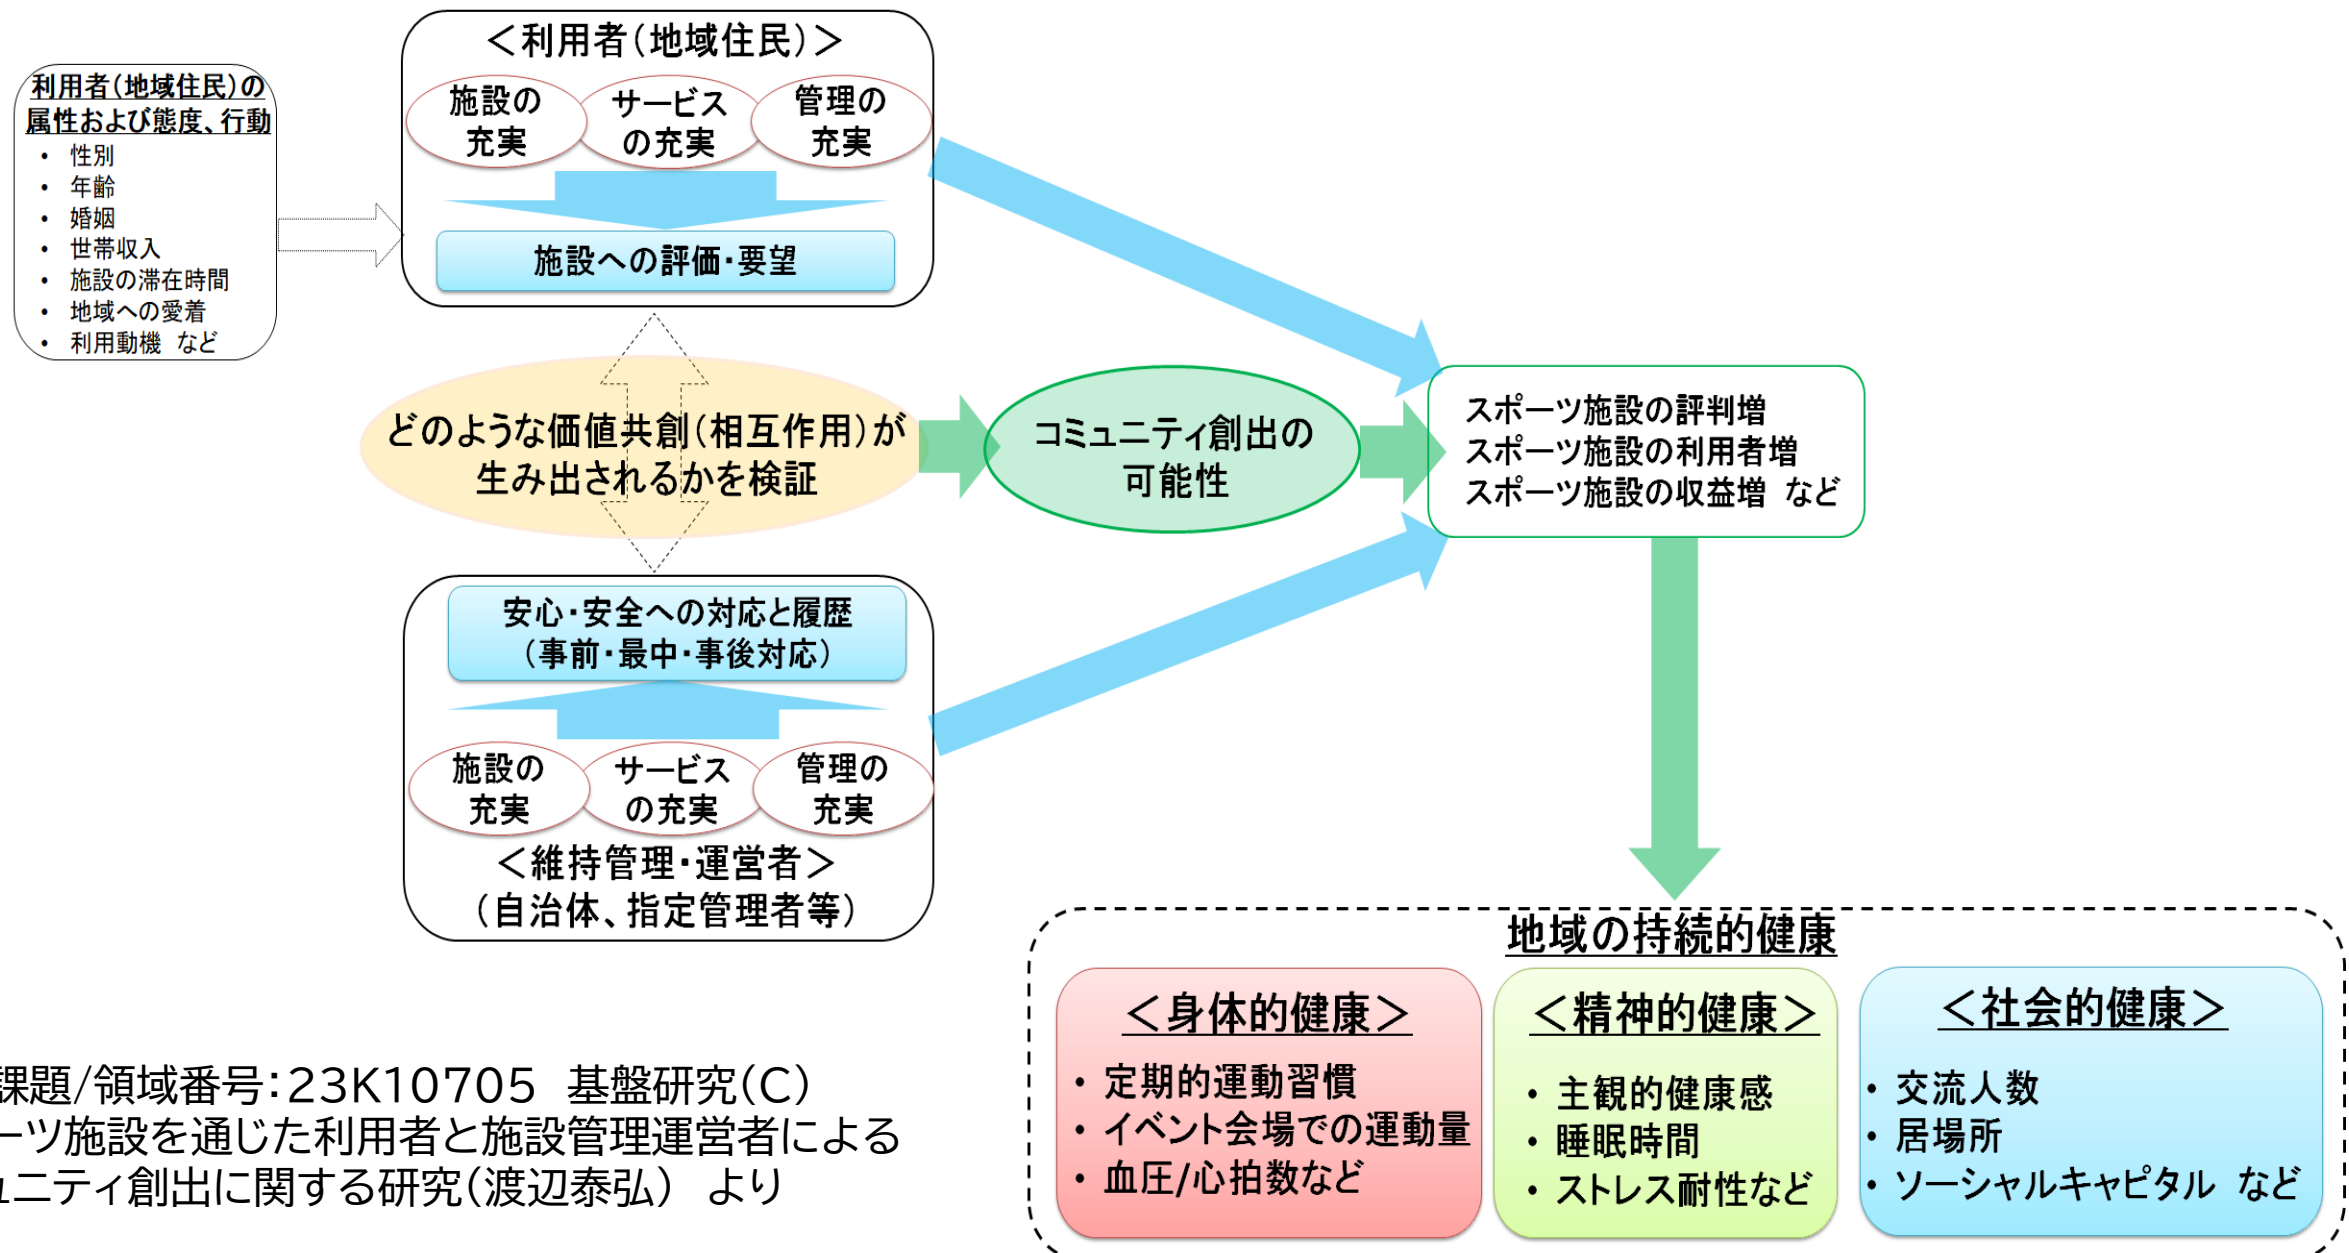 ＜利用者（地域住民）＞
施設の
充実
サービス
の充実
管理の
充実
施設への評価・要望
利用者（地域住民）の
属性および態度、行動
• 性別
• 年齢
• 婚姻
• 世帯収入
• 施設の滞在時間
• 地域への愛着
• 利用動機 など
どのような価値共創（相互作用）が
生み出されるかを検証
コミュニティ創出の
可能性
スポーツ施設の評判増
スポーツ施設の利用者増
スポーツ施設の収益増 など
安心・安全への対応と履歴
（事前・最中・事後対応）
施設の
充実
サービス
の充実
管理の
充実
＜維持管理・運営者＞
（自治体、指定管理者等）
地域の持続的健康
＜身体的健康＞
• 定期的運動習慣
• イベント会場での運動量
• 血圧/心拍数など
＜精神的健康＞
• 主観的健康感
• 睡眠時間
• ストレス耐性など
＜社会的健康＞
• 交流人数
• 居場所
• ソーシャルキャピタル など
課題/領域番号：23K10705 基盤研究（C）
ーツ施設を通じた利用者と施設管理運営者による
ュニティ創出に関する研究（渡辺泰弘） より